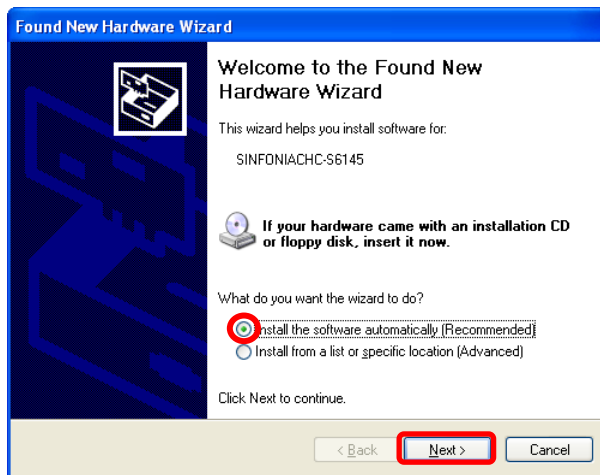 Found New Hardware Wizard
Welcome to the Found New
Hardware Wizard
This wizard helps you install software for:
SINFONIACHC-S6145
If your hardware came with an installation CD
or floppy disk, insert it now.
What do you want the wizard to do?
Install the software automatically (Recommended)
Install from a list or specific location (Advanced)
Click Next to continue.
< Back
Next >
Cancel